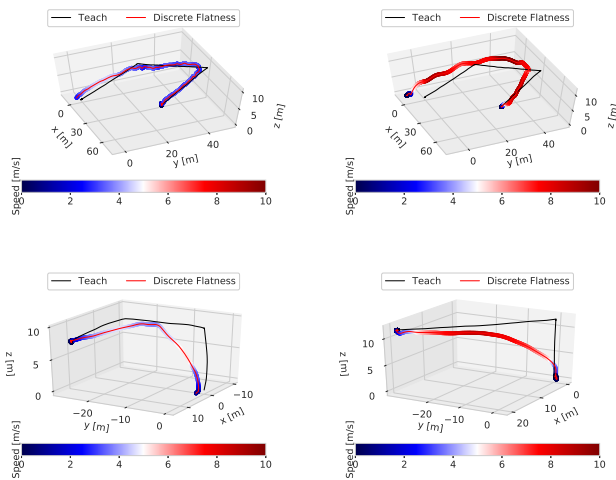 Teach Discrete Flatness
0 30 60
x [m]
0 20 40
y [m]
0 5 10
z [m]
Speed [m/s]
0 2 4 6 8 10
Teach Discrete Flatness
0 30 60
x [m]
0 20 40
y [m]
0 5 10
z [m]
Speed [m/s]
0 2 4 6 8 10
Teach Discrete Flatness
10
5
0
z [m]
−20 −10 0
y [m]
10 0 −10
x [m]
Speed [m/s]
0 2 4 6 8 10
Teach Discrete Flatness
10
5
0
z [m]
−20 −10 0
y [m]
20 10 0
x [m]
Speed [m/s]
0 2 4 6 8 10